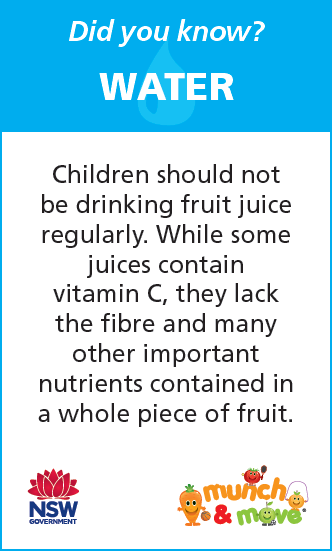 Did you know?
WATER
Children should not
be drinking fruit juice
regularly. While some
juices contain
vitamin C, they lack
the fibre and many
other important
nutrients contained in
a whole piece of fruit.
NSW
GOVERNMENT
munch
& move